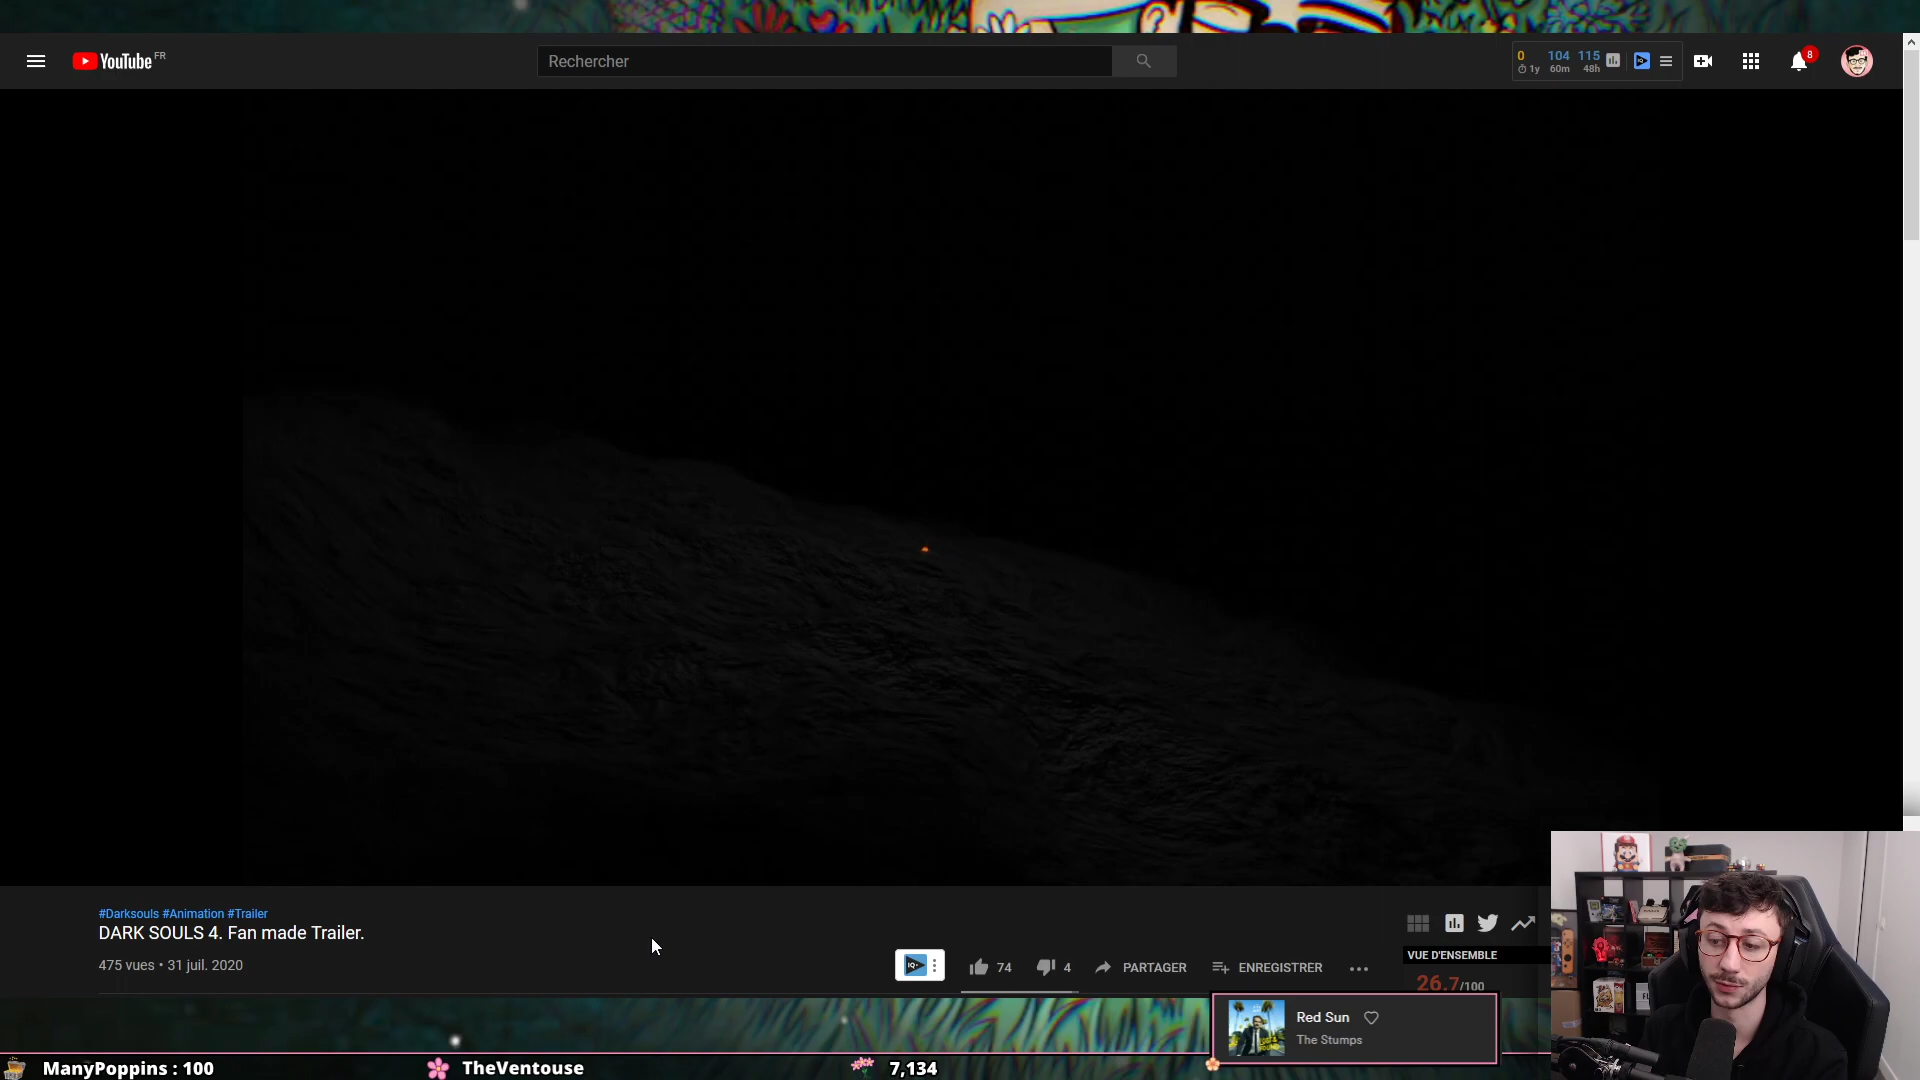 YouTube FR
Rechercher
0 104 115
1y 60m 48h
8
#Darksouls #Animation #Trailer
DARK SOULS 4. Fan made Trailer.
475 vues • 31 juil. 2020
IQ+
74
4
PARTAGER
ENREGISTRER
VUE D'ENSEMBLE
26.7/100
Red Sun
The Stumps
ManyPoppins : 100
TheVentouse
7,134